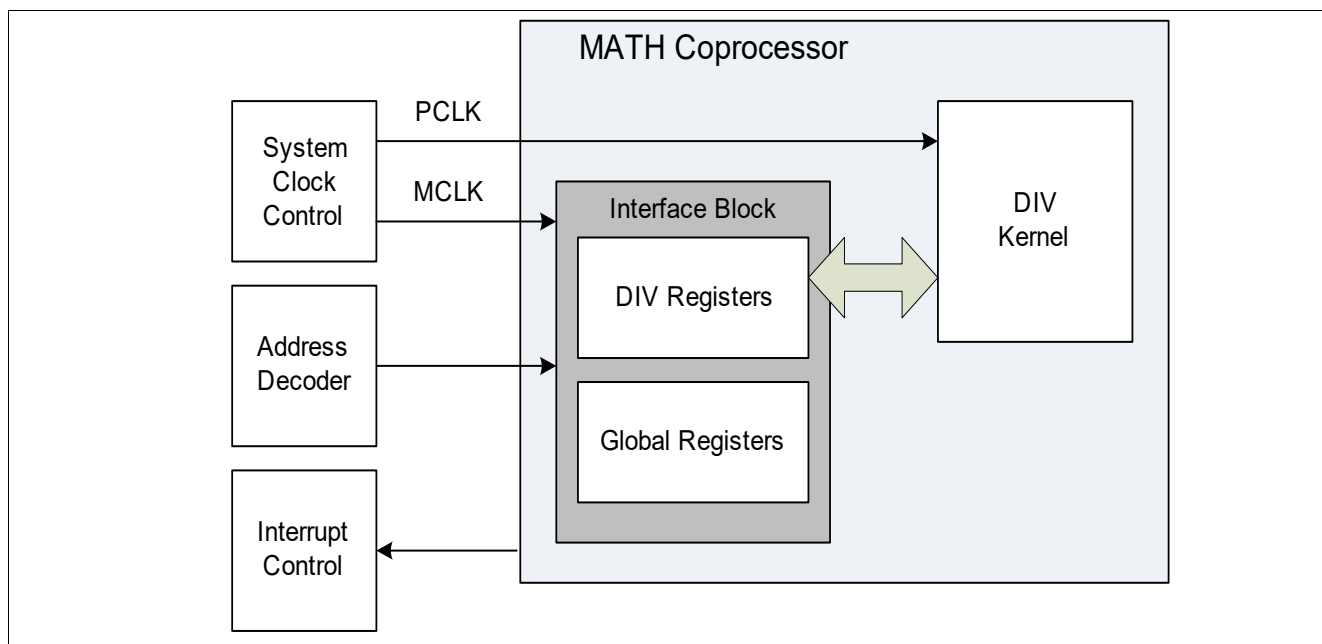 MATH Coprocessor
PCLK
System
Clock
Control
MCLK
Interface Block
DIV
Kernel
DIV Registers
Address
Decoder
Global Registers
Interrupt
Control